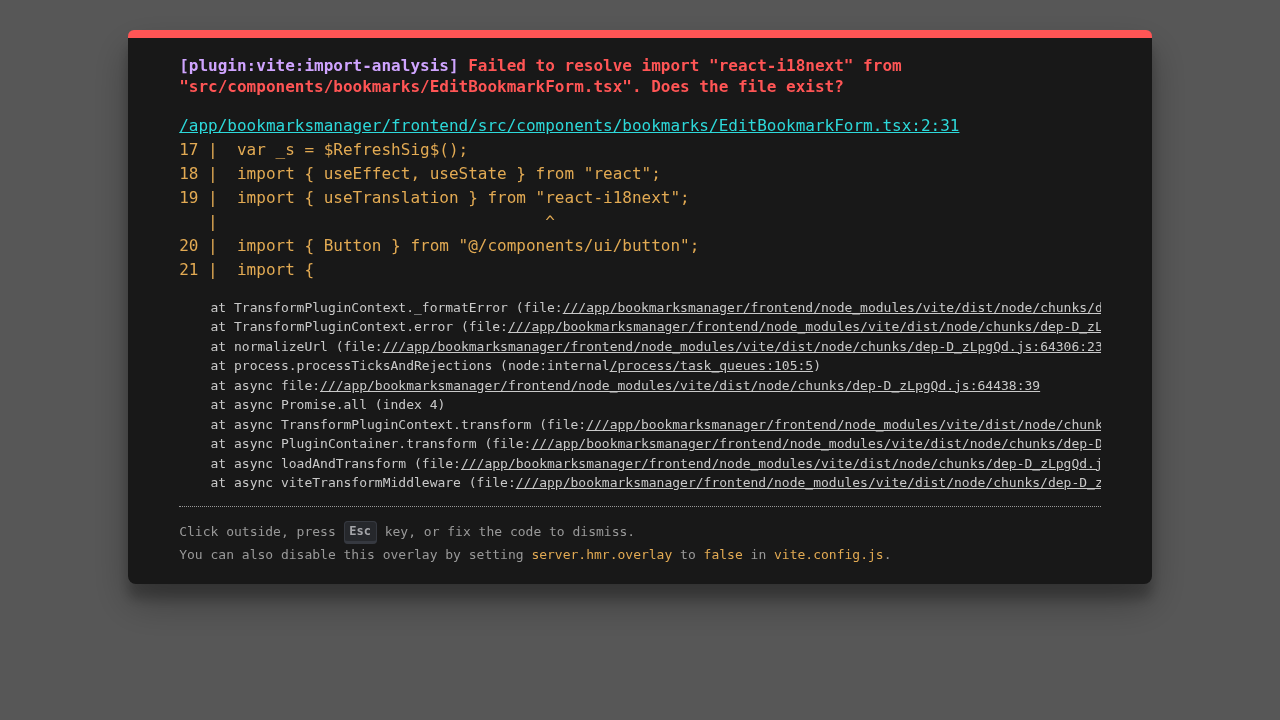 [plugin:vite:import-analysis] Failed to resolve import "react-i18next" from
"src/components/bookmarks/EditBookmarkForm.tsx". Does the file exist?
/app/bookmarksmanager/frontend/src/components/bookmarks/EditBookmarkForm.tsx:2:31
17 |  var _s = $RefreshSig$();
18 |  import { useEffect, useState } from "react";
19 |  import { useTranslation } from "react-i18next";
   |                                  ^
20 |  import { Button } from "@/components/ui/button";
21 |  import {
    at TransformPluginContext._formatError (file:///app/bookmarksmanager/frontend/node_modules/vite/dist/node/chunks/d
    at TransformPluginContext.error (file:///app/bookmarksmanager/frontend/node_modules/vite/dist/node/chunks/dep-D_zL
    at normalizeUrl (file:///app/bookmarksmanager/frontend/node_modules/vite/dist/node/chunks/dep-D_zLpgQd.js:64306:23
    at process.processTicksAndRejections (node:internal/process/task_queues:105:5)
    at async file:///app/bookmarksmanager/frontend/node_modules/vite/dist/node/chunks/dep-D_zLpgQd.js:64438:39
    at async Promise.all (index 4)
    at async TransformPluginContext.transform (file:///app/bookmarksmanager/frontend/node_modules/vite/dist/node/chunk
    at async PluginContainer.transform (file:///app/bookmarksmanager/frontend/node_modules/vite/dist/node/chunks/dep-D
    at async loadAndTransform (file:///app/bookmarksmanager/frontend/node_modules/vite/dist/node/chunks/dep-D_zLpgQd.j
    at async viteTransformMiddleware (file:///app/bookmarksmanager/frontend/node_modules/vite/dist/node/chunks/dep-D_z
Click outside, press Esc key, or fix the code to dismiss.
You can also disable this overlay by setting server.hmr.overlay to false in vite.config.js.